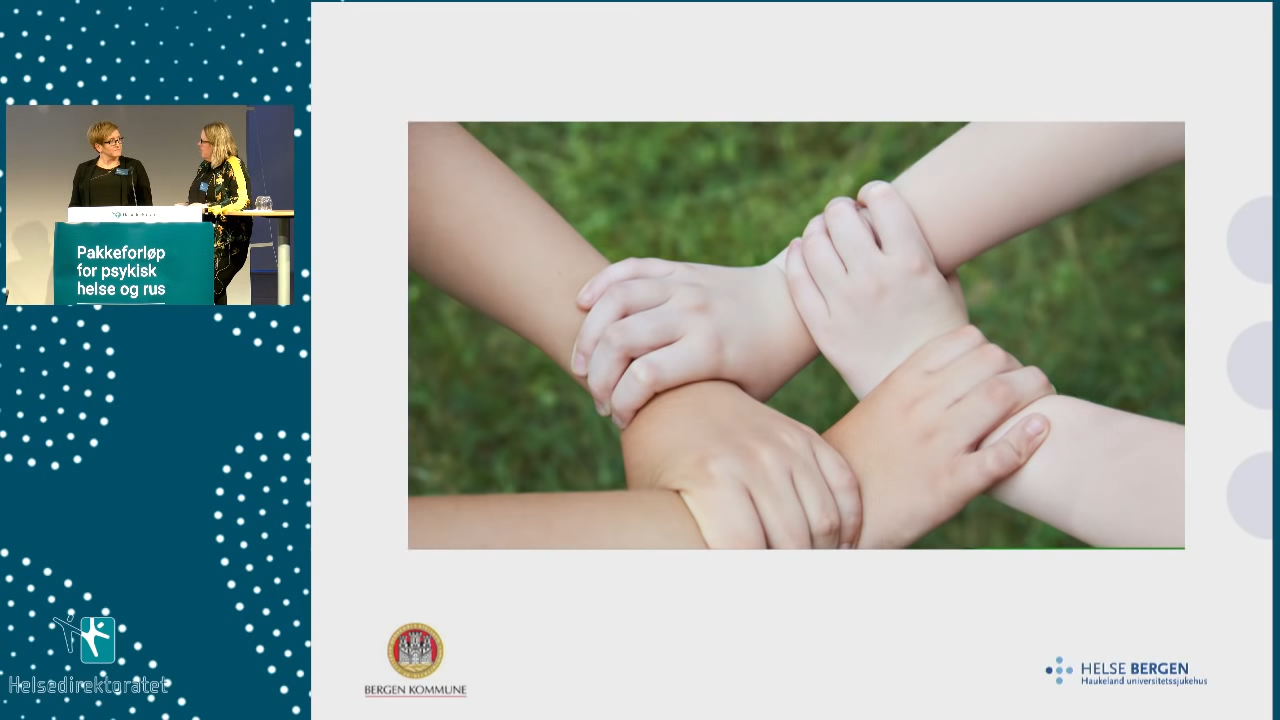 Pakkeforløp
for psykisk
helse og rus
Helsedirektoratet
BERGEN KOMMUNE
HELSE BERGEN
Haukeland universitetssjukehus